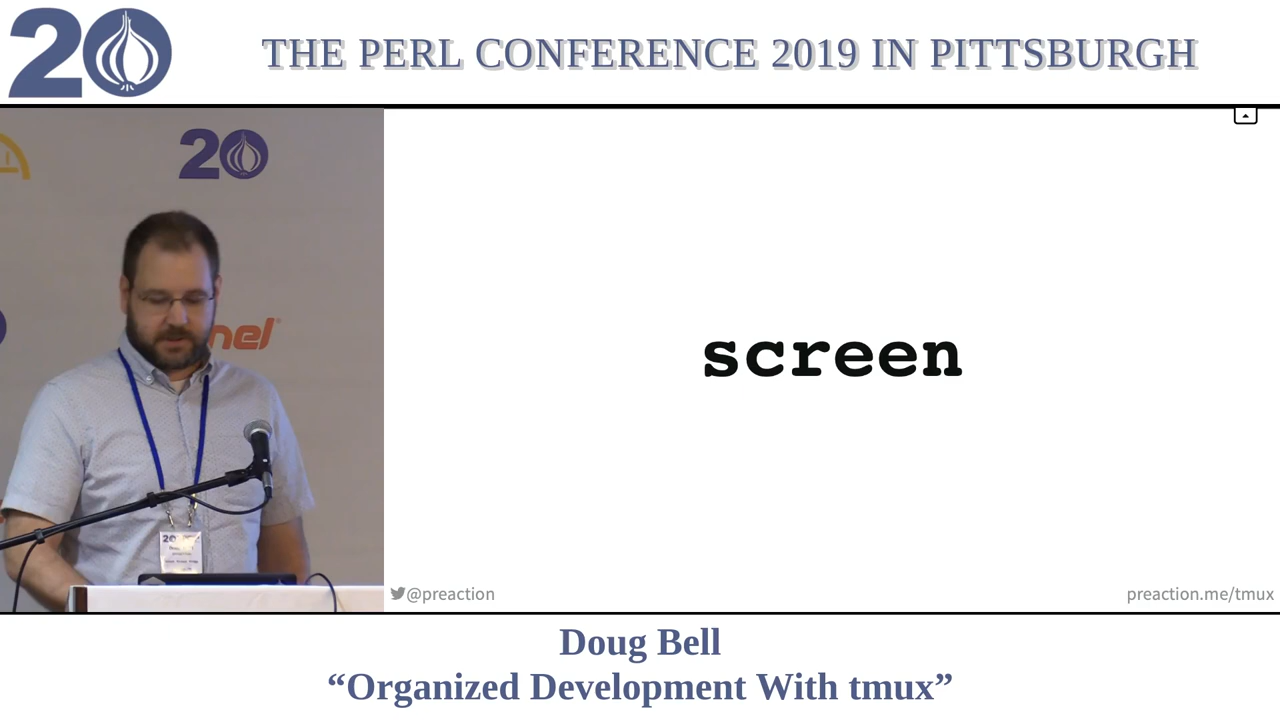 20
THE PERL CONFERENCE 2019 IN PITTSBURGH
20
nel
screen
@preaction
preaction.me/tmux
Doug Bell
“Organized Development With tmux”